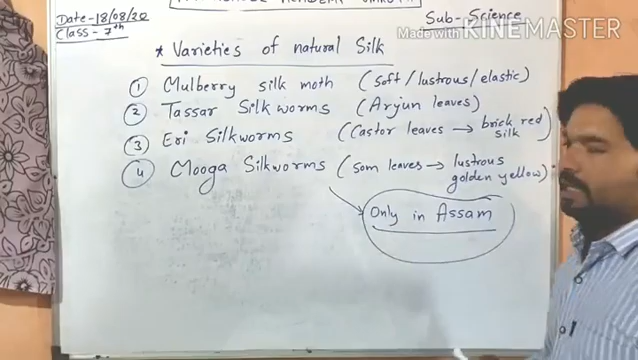 Date-18/08/20
Sub-Science
Class-7th
Made with KINEMASTER
* Varieties of natural Silk
1 Mulberry silk moth (Soft/lustrous/elastic)
2 Tassar Silkworms (Arjun leaves)
3 Eri Silkworms (Castor leaves → brick red silk)
4 Mooga Silkworms (Som leaves → lustrous golden yellow)
Only in Assam